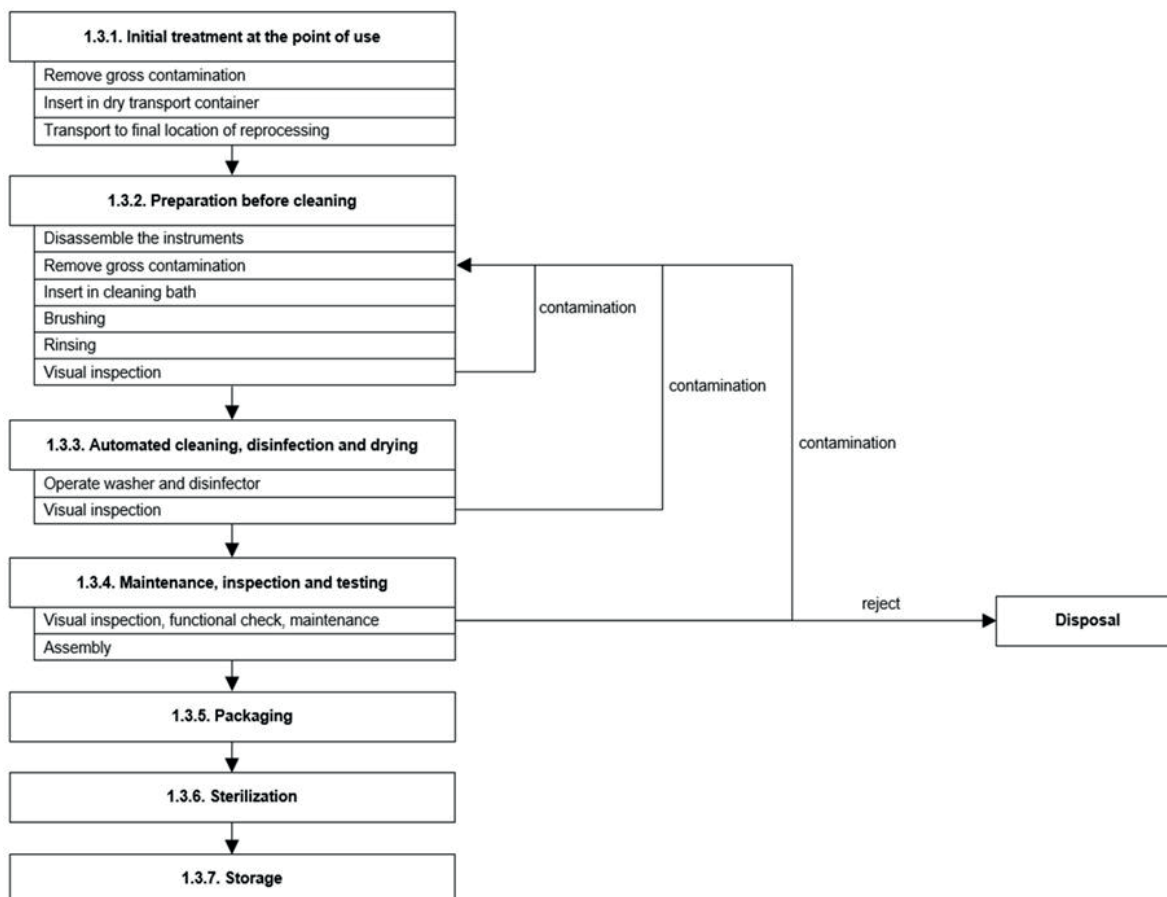 1.3.1. Initial treatment at the point of use
Remove gross contamination
Insert in dry transport container
Transport to final location of reprocessing
1.3.2. Preparation before cleaning
Disassemble the instruments
Remove gross contamination
Insert in cleaning bath
Brushing
Rinsing
Visual inspection
contamination
contamination
contamination
1.3.3. Automated cleaning, disinfection and drying
Operate washer and disinfector
Visual inspection
1.3.4. Maintenance, inspection and testing
Visual inspection, functional check, maintenance
Assembly
reject
Disposal
1.3.5. Packaging
1.3.6. Sterilization
1.3.7. Storage